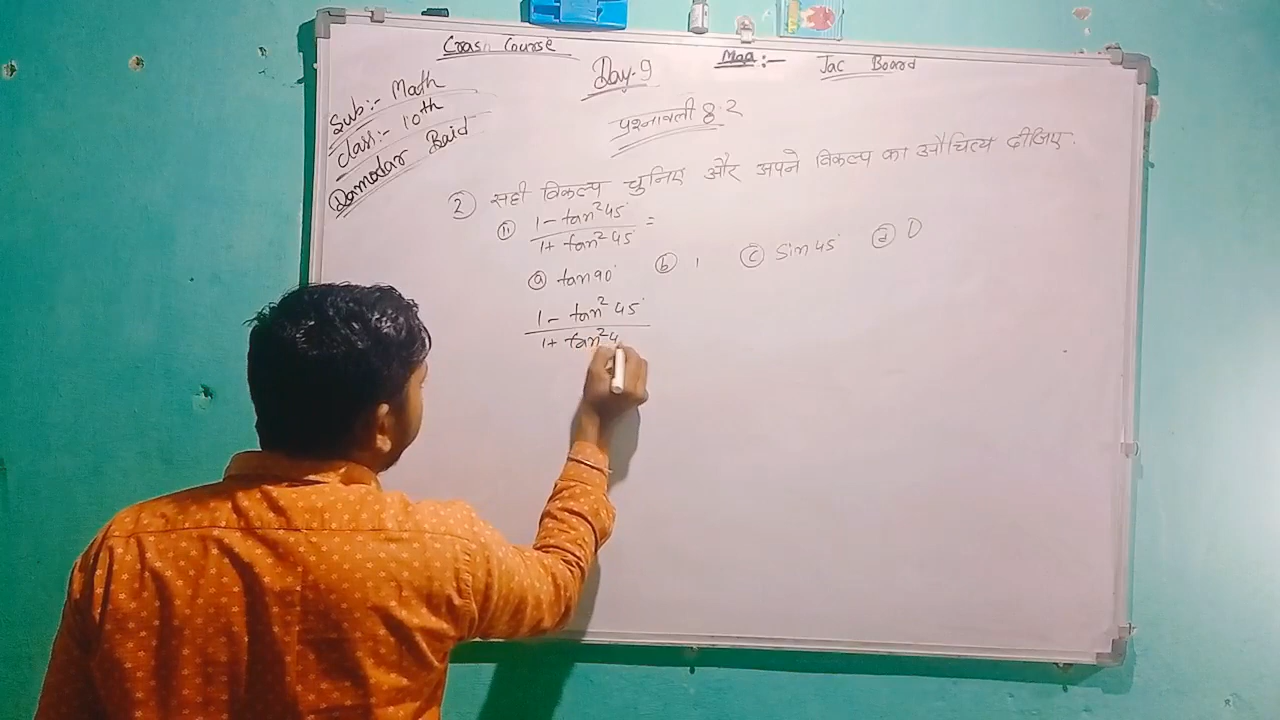 Crash Course
Day-9
Maa :-
Jac Board
Sub:- Math
Class:- 10th
Damodar Baid
प्रश्नावली 8.2
2 सही विकल्प चुनिए और अपने विकल्प का औचित्य दीजिए.
(ii) 1 - tan²45°
1 + tan²45° =
(a) tan90° (b) 1 (c) Sin45° (d) 0
1 - tan²45°
1 + tan²4